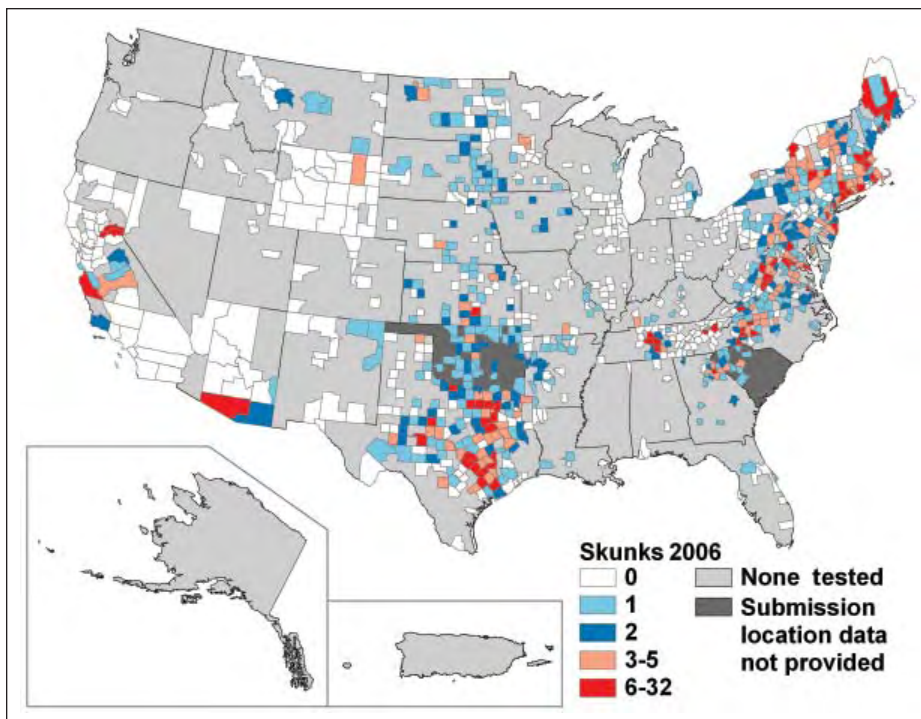 Skunks 2006
0
1
2
3-5
6-32
None tested
Submission
location data
not provided